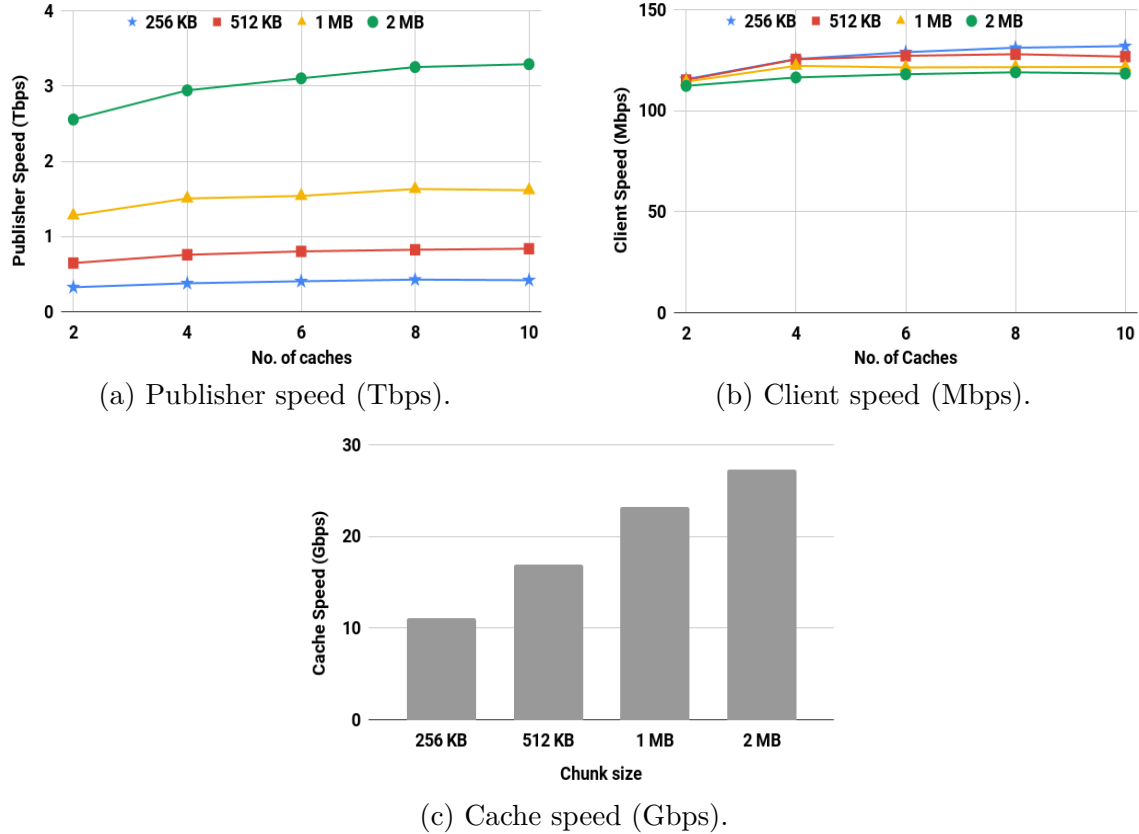 256 KB 512 KB 1 MB 2 MB
Publisher Speed (Tbps)
4
3
2
1
0
2 4 6 8 10
No. of caches
(a) Publisher speed (Tbps).
256 KB 512 KB 1 MB 2 MB
Client Speed (Mbps)
150
100
50
0
2 4 6 8 10
No. of Caches
(b) Client speed (Mbps).
Cache Speed (Gbps)
30
20
10
0
256 KB 512 KB 1 MB 2 MB
Chunk size
(c) Cache speed (Gbps).